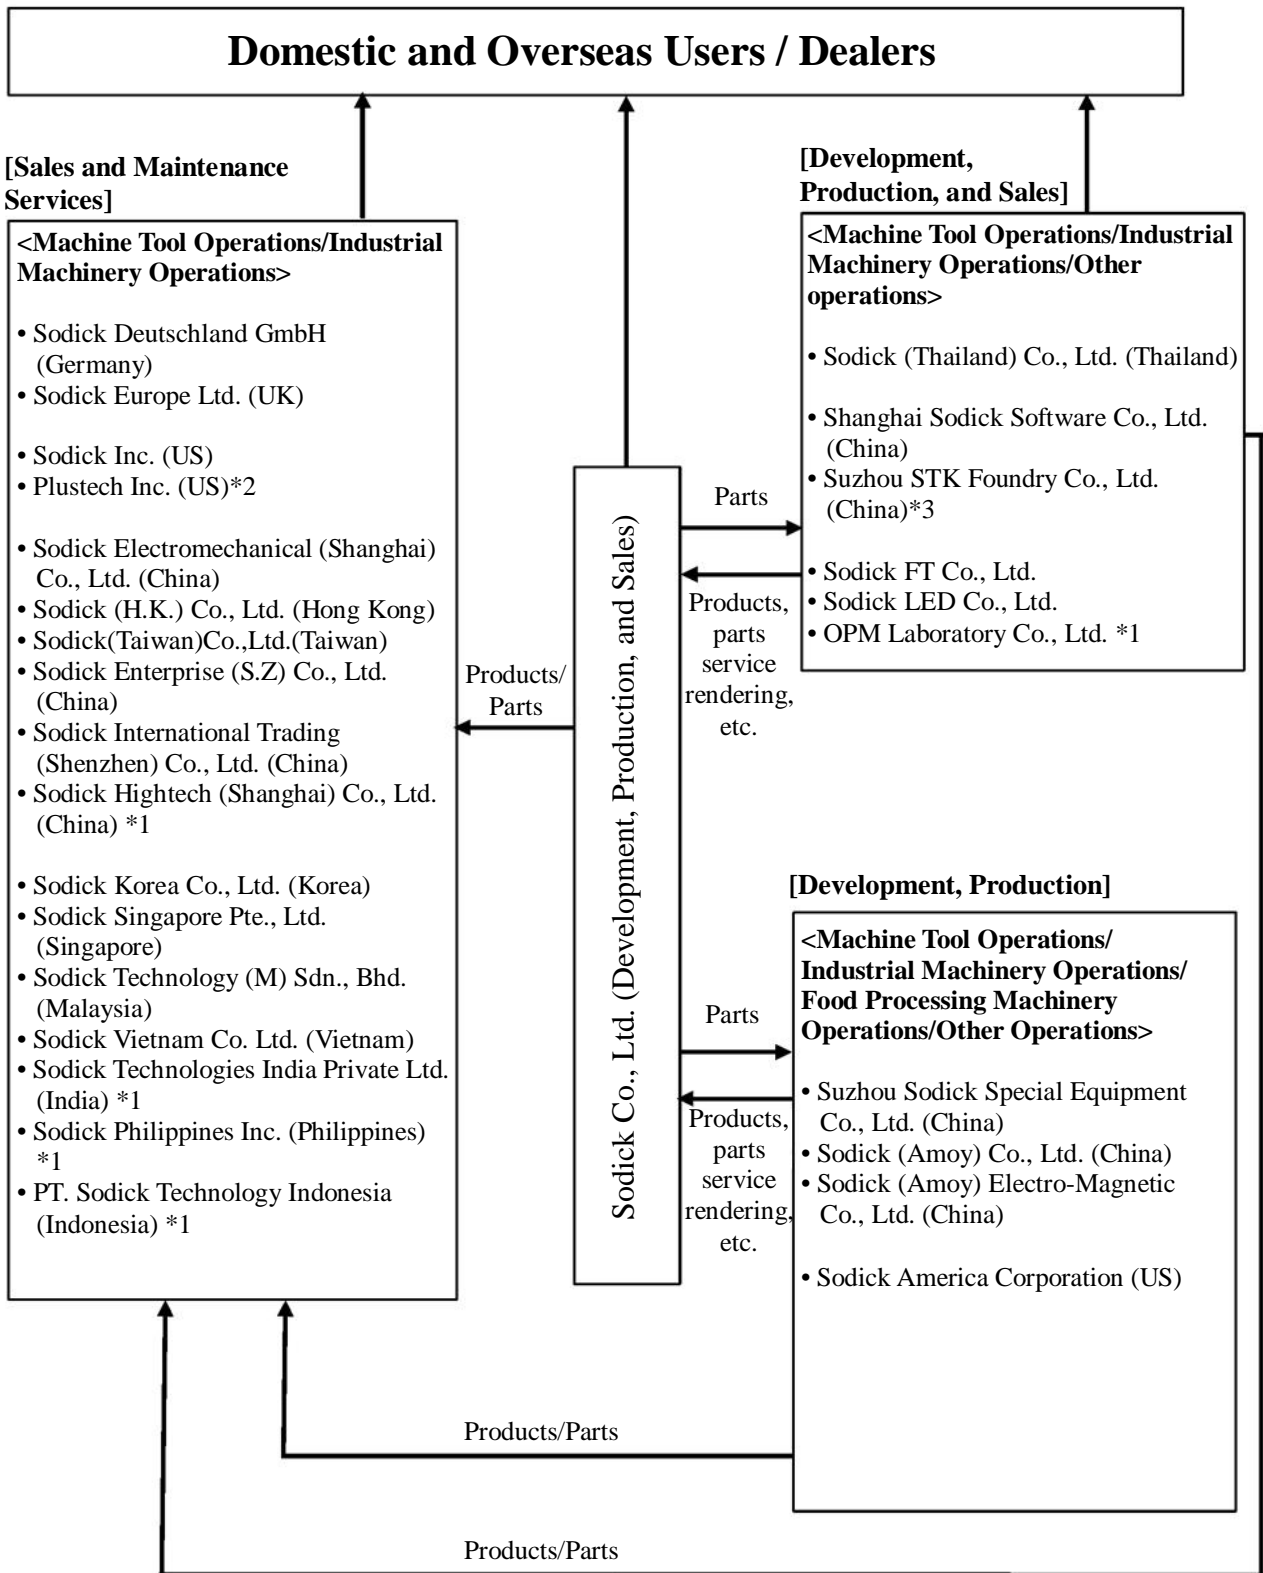 Domestic and Overseas Users / Dealers
[Sales and Maintenance
Services]
<Machine Tool Operations/Industrial
Machinery Operations>
• Sodick Deutschland GmbH
(Germany)
• Sodick Europe Ltd. (UK)
• Sodick Inc. (US)
• Plustech Inc. (US)*2
• Sodick Electromechanical (Shanghai)
Co., Ltd. (China)
• Sodick (H.K.) Co., Ltd. (Hong Kong)
• Sodick(Taiwan)Co.,Ltd.(Taiwan)
• Sodick Enterprise (S.Z) Co., Ltd.
(China)
• Sodick International Trading
(Shenzhen) Co., Ltd. (China)
• Sodick Hightech (Shanghai) Co., Ltd.
(China) *1
• Sodick Korea Co., Ltd. (Korea)
• Sodick Singapore Pte., Ltd.
(Singapore)
• Sodick Technology (M) Sdn., Bhd.
(Malaysia)
• Sodick Vietnam Co. Ltd. (Vietnam)
• Sodick Technologies India Private Ltd.
(India) *1
• Sodick Philippines Inc. (Philippines)
*1
• PT. Sodick Technology Indonesia
(Indonesia) *1
Products/
Parts
Sodick Co., Ltd. (Development, Production, and Sales)
[Development,
Production, and Sales]
<Machine Tool Operations/Industrial
Machinery Operations/Other
operations>
• Sodick (Thailand) Co., Ltd. (Thailand)
• Shanghai Sodick Software Co., Ltd.
(China)
• Suzhou STK Foundry Co., Ltd.
(China)*3
• Sodick FT Co., Ltd.
• Sodick LED Co., Ltd.
• OPM Laboratory Co., Ltd. *1
Parts
Products,
parts
service
rendering,
etc.
[Development, Production]
<Machine Tool Operations/
Industrial Machinery Operations/
Food Processing Machinery
Operations/Other Operations>
• Suzhou Sodick Special Equipment
Co., Ltd. (China)
• Sodick (Amoy) Co., Ltd. (China)
• Sodick (Amoy) Electro-Magnetic
Co., Ltd. (China)
• Sodick America Corporation (US)
Parts
Products,
parts
service
rendering,
etc.
Products/Parts
Products/Parts